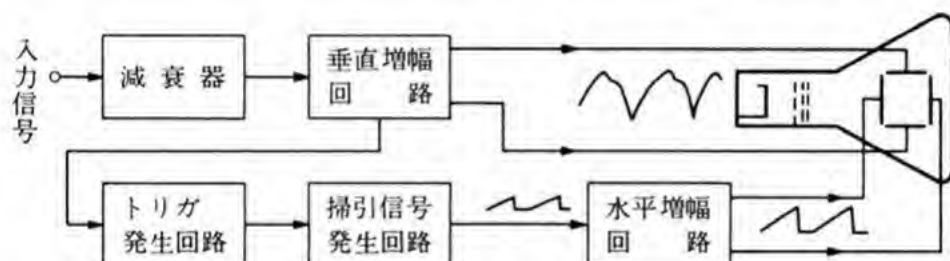 入力信号
減衰器
垂直増幅
回路
トリガ
発生回路
掃引信号
発生回路
水平増幅
回路